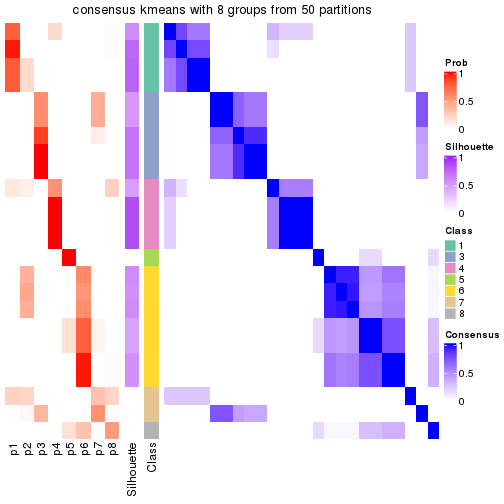 consensus kmeans with 8 groups from 50 partitions
Prob
1
0.5
0
Silhouette
1
0.5
0
Class
1
3
4
5
6
7
8
Consensus
1
0.5
0
p1
p2
p3
p4
p5
p6
p7
p8
Silhouette
Class